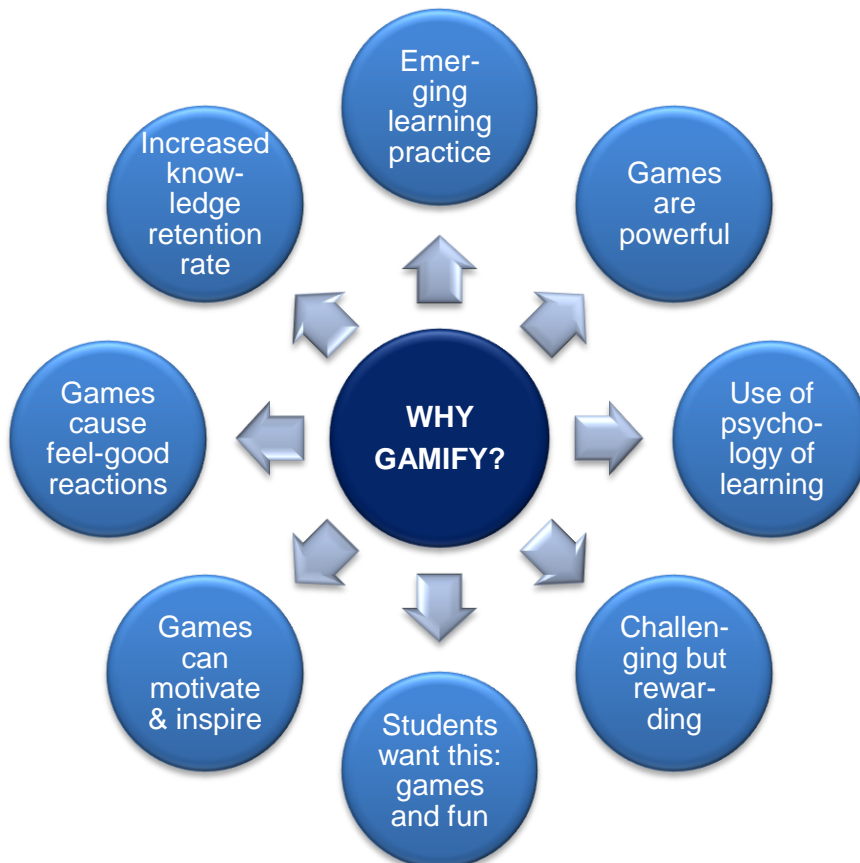 WHY
GAMIFY?
Emer-
ging
learning
practice
Games
are
powerful
Use of
psycho-
logy of
learning
Challen-
ging but
rewar-
ding
Students
want this:
games
and fun
Games
can
motivate
& inspire
Games
cause
feel-good
reactions
Increased
know-
ledge
retention
rate